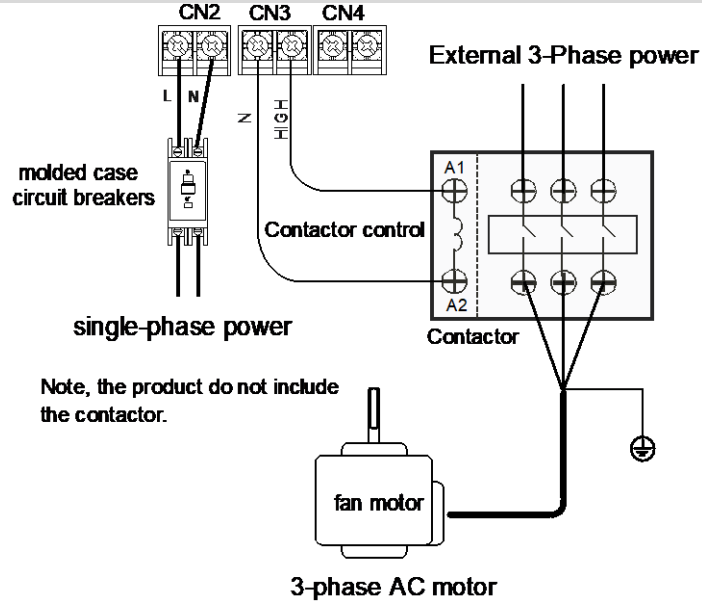 CN2 CN3 CN4
External 3-Phase power
L N
N
HIGH
molded case
circuit breakers
A1
Contactor control
A2
single-phase power
Contactor
Note, the product do not include
the contactor.
fan motor
3-phase AC motor